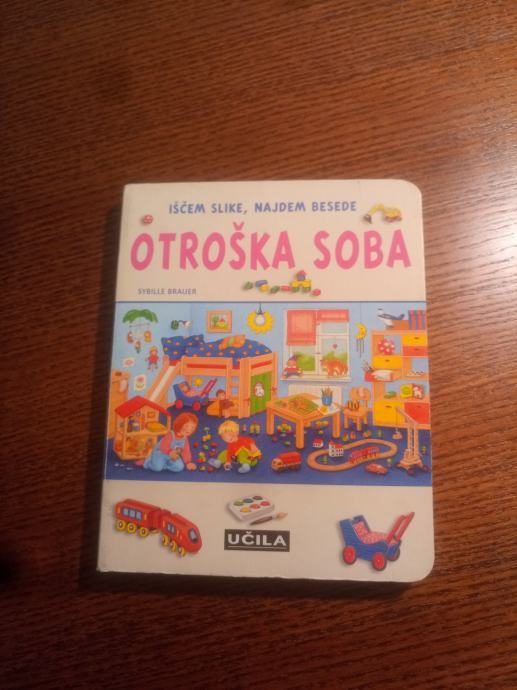 IŠČEM SLIKE, NAJDEM BESEDE
OTROŠKA SOBA
SYBILLE BRAUER
UČILA